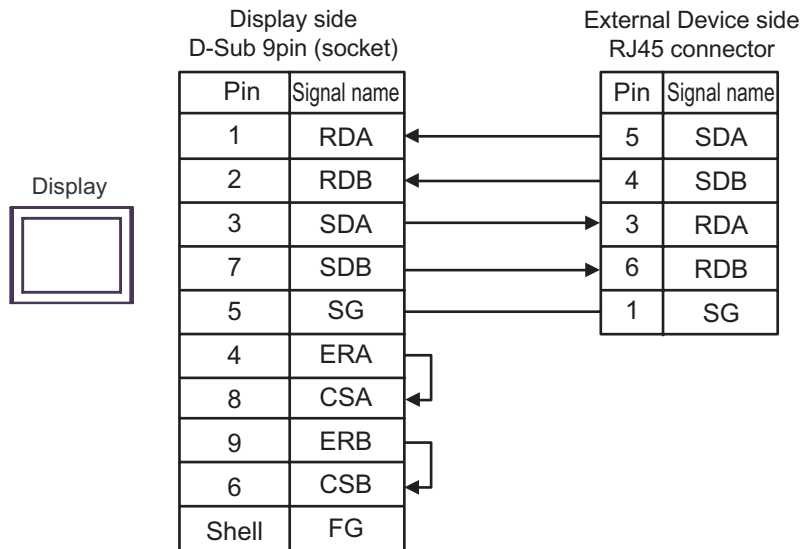 Display side
D-Sub 9pin (socket)
External Device side
RJ45 connector
Display
Pin Signal name
1 RDA
2 RDB
3 SDA
7 SDB
5 SG
4 ERA
8 CSA
9 ERB
6 CSB
Shell FG
Pin Signal name
5 SDA
4 SDB
3 RDA
6 RDB
1 SG